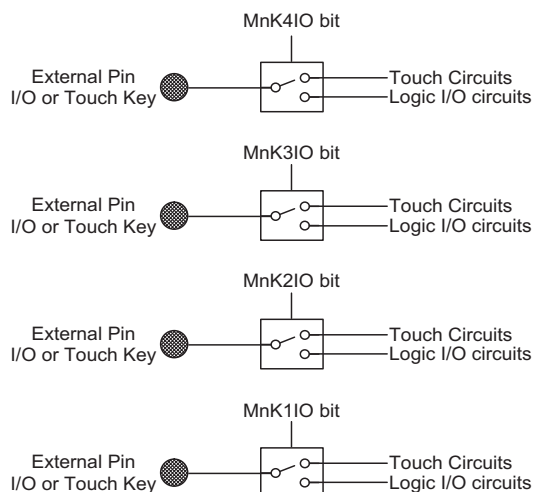 MnK4IO bit
External Pin
I/O or Touch Key
Touch Circuits
Logic I/O circuits
MnK3IO bit
External Pin
I/O or Touch Key
Touch Circuits
Logic I/O circuits
MnK2IO bit
External Pin
I/O or Touch Key
Touch Circuits
Logic I/O circuits
MnK1IO bit
External Pin
I/O or Touch Key
Touch Circuits
Logic I/O circuits